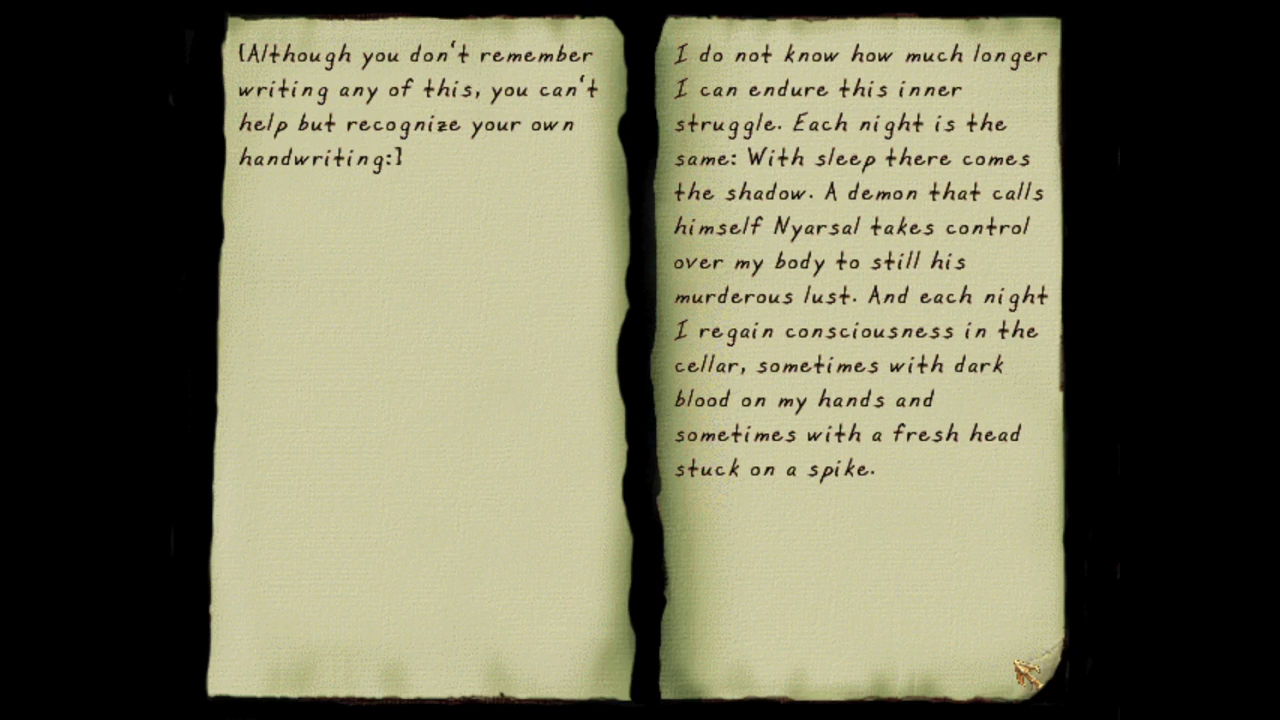 [Although you don't remember
writing any of this, you can't
help but recognize your own
handwriting:]
I do not know how much longer
I can endure this inner
struggle. Each night is the
same: With sleep there comes
the shadow. A demon that calls
himself Nyarsal takes control
over my body to still his
murderous lust. And each night
I regain consciousness in the
cellar, sometimes with dark
blood on my hands and
sometimes with a fresh head
stuck on a spike.